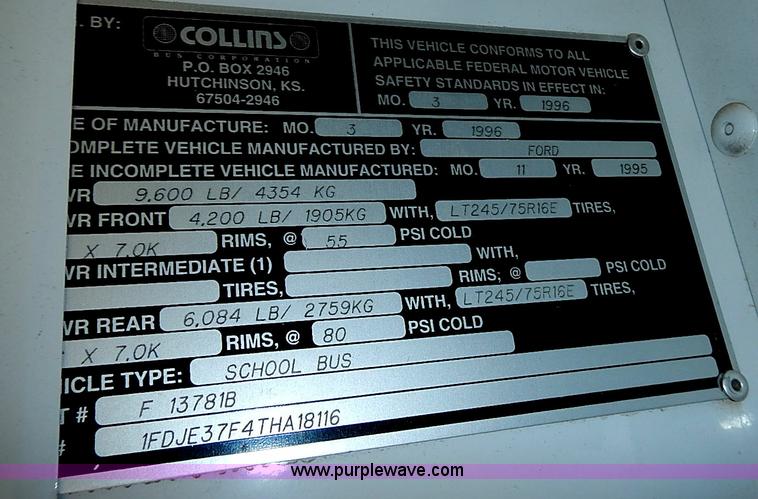 . BY:
COLLINS
BUS CORPORATION
P.O. BOX 2946
HUTCHINSON, KS.
67504-2946
THIS VEHICLE CONFORMS TO ALL
APPLICABLE FEDERAL MOTOR VEHICLE
SAFETY STANDARDS IN EFFECT IN:
MO. 3 YR. 1996
E OF MANUFACTURE: MO. 3 YR. 1996
OMPLETE VEHICLE MANUFACTURED BY: FORD
E INCOMPLETE VEHICLE MANUFACTURED: MO. 11 YR. 1995
WR 9,600 LB/ 4354 KG
WR FRONT 4,200 LB/ 1905KG WITH, LT245/75R16E TIRES,
X 7.0K RIMS, @ 55 PSI COLD
WR INTERMEDIATE (1) WITH,
TIRES, RIMS; @ PSI COLD
WR REAR 6,084 LB/ 2759KG WITH, LT245/75R16E TIRES,
X 7.0K RIMS, @ 80 PSI COLD
HICLE TYPE: SCHOOL BUS
T # F 13781B
# 1FDJE37F4THA18116
www.purplewave.com